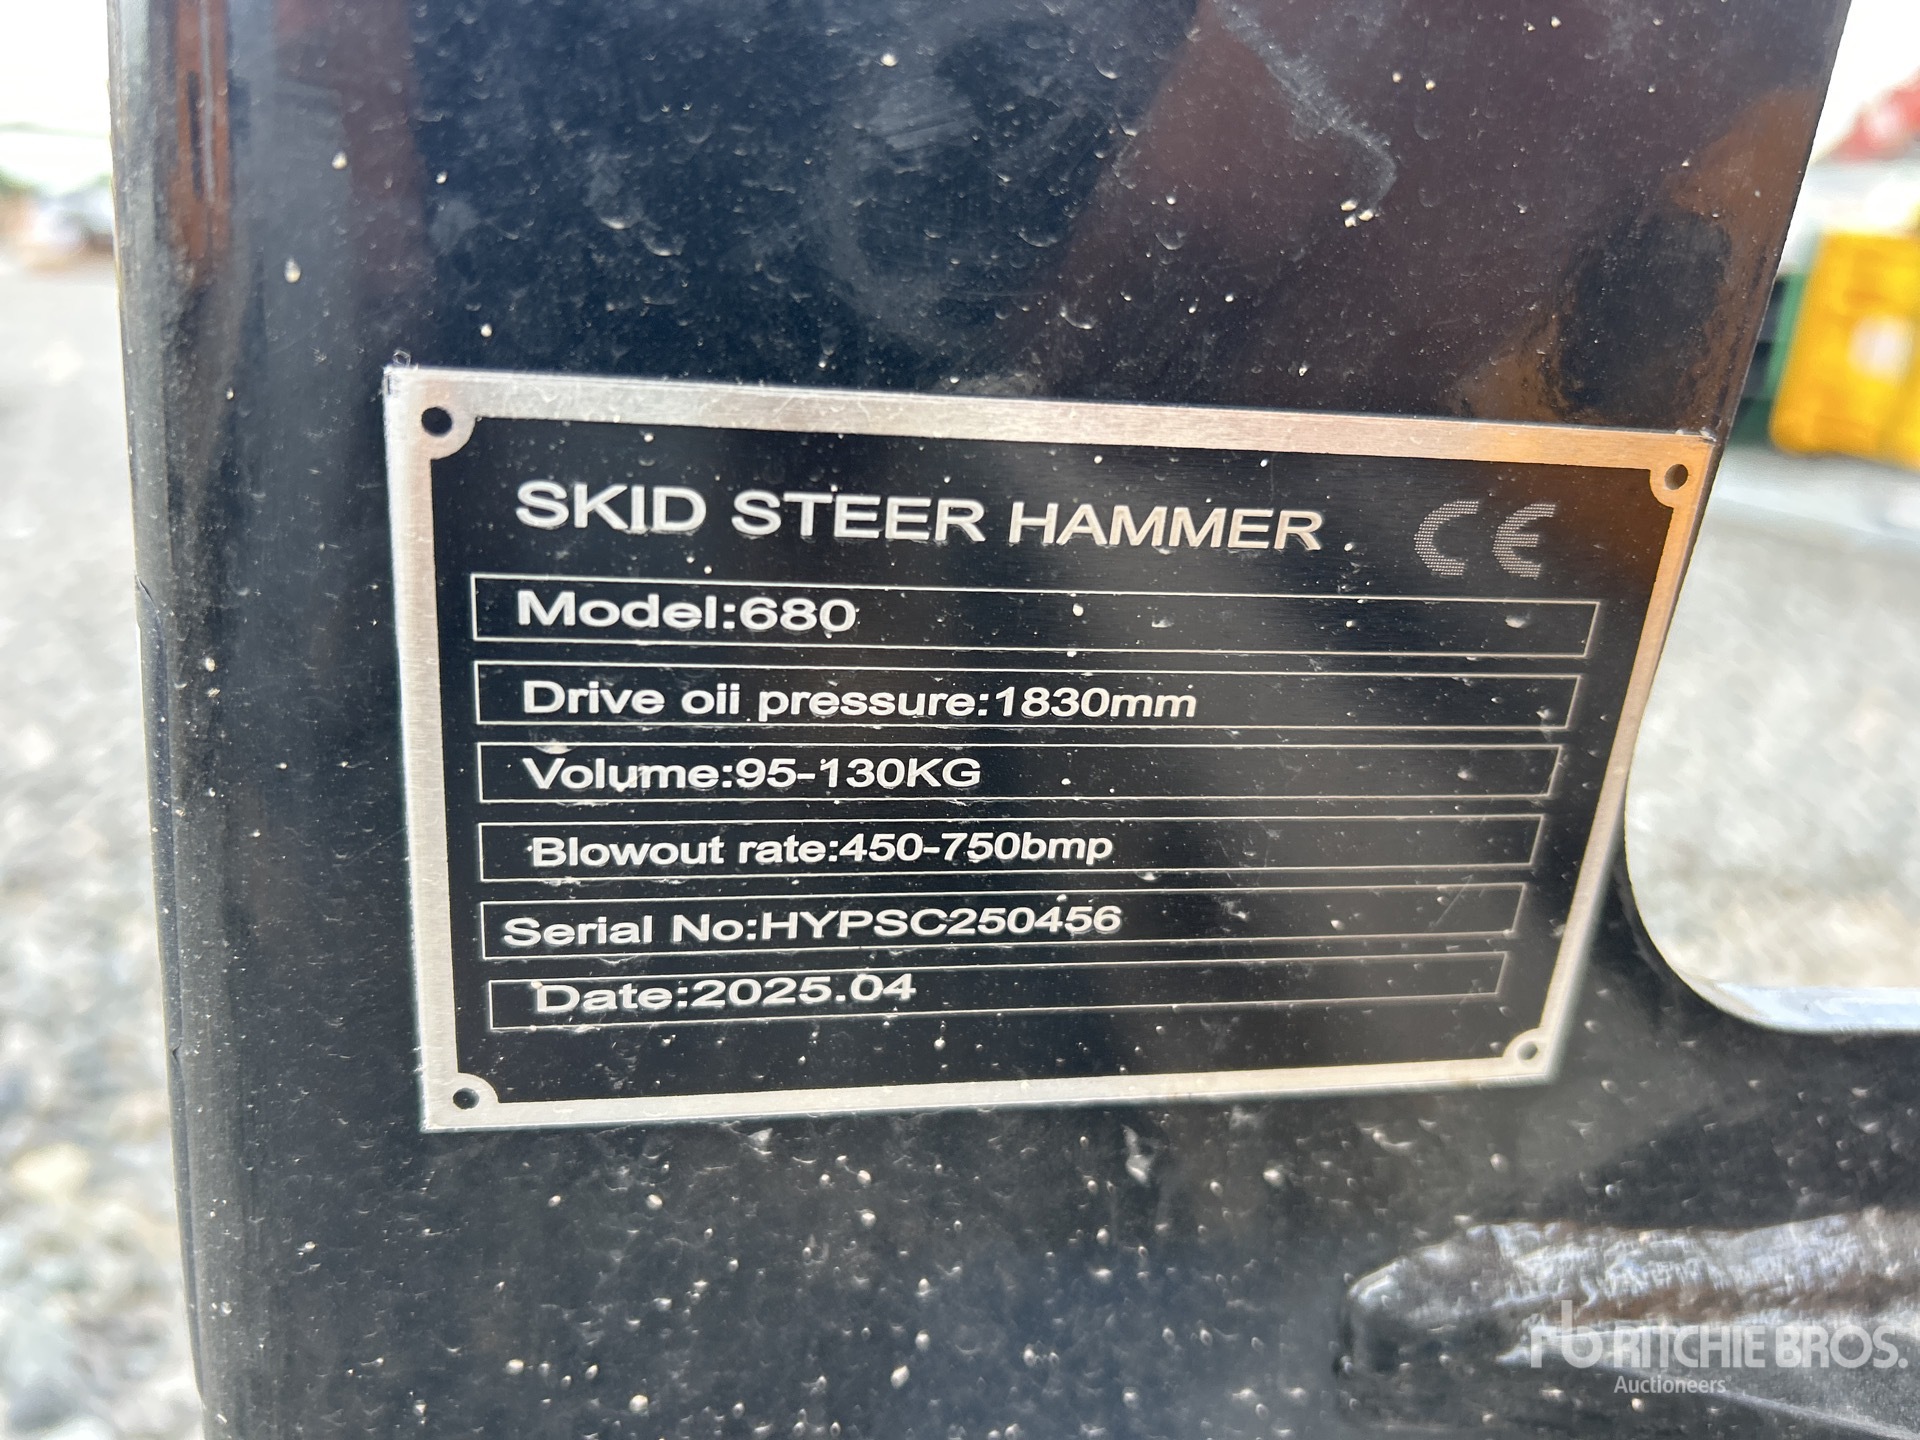 SKID STEER HAMMER CE
Model:680
Drive oii pressure:1830mm
Volume:95-130KG
Blowout rate:450-750bmp
Serial No:HYPSC250456
Date:2025.04
rb RITCHIE BROS.
Auctioneers